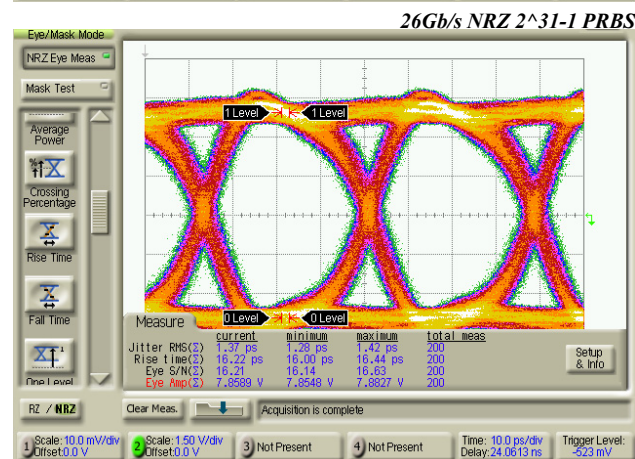 26Gb/s NRZ 2^31-1 PRBS
Eye/Mask Mode
NRZ Eye Meas
Mask Test
Average
Power
Crossing
Percentage
Rise Time
Fall Time
One Level
RZ / NRZ
1 Level 1 Level
0 Level 0 Level
Measure
current minimum maximum total meas
Jitter RMS(Σ) 1.37 ps 1.28 ps 1.42 ps 200
Rise time(Σ) 16.22 ps 16.00 ps 16.44 ps 200
Eye S/N(Σ) 16.21 16.14 16.63 200
Eye Amp(Σ) 7.8589 V 7.8548 V 7.8827 V 200
Setup
& Info
Clear Meas. Acquisition is complete
1 Scale: 10.0 mV/div 2 Scale: 1.50 V/div 3 Not Present 4 Not Present Time: 10.0 ps/div Trigger Level:
Offset:0.0 V Offset:0.0 V Delay:24.0613 ns -523 mV